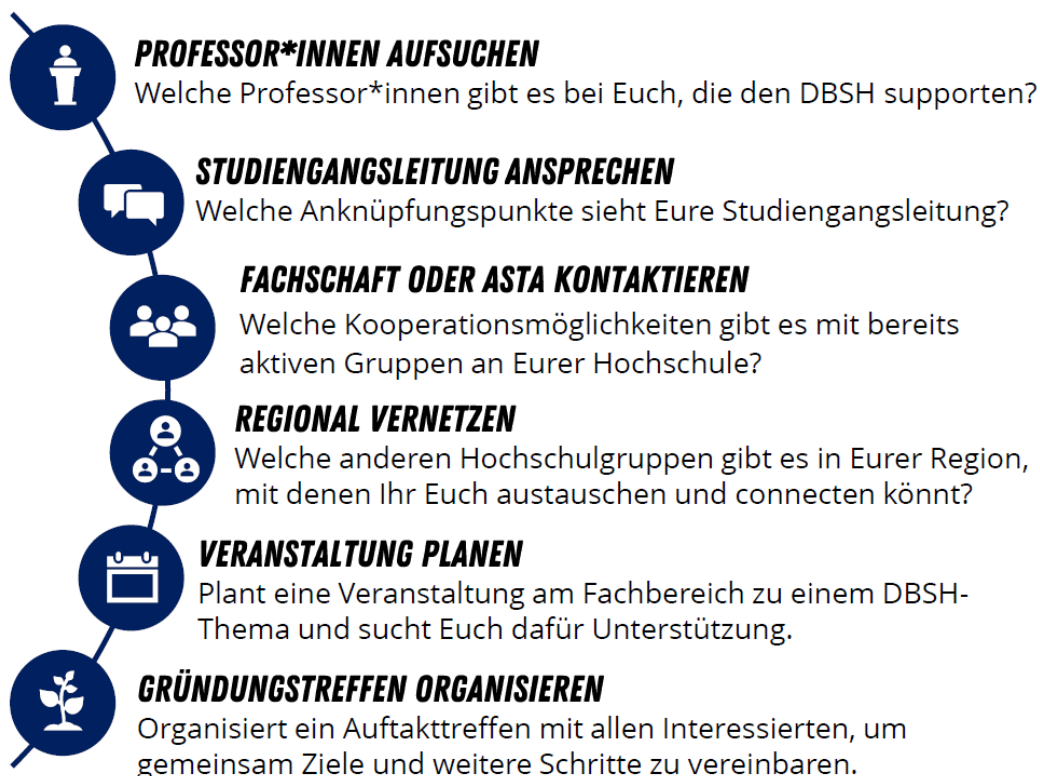 PROFESSOR*INNEN AUFSUCHEN
Welche Professor*innen gibt es bei Euch, die den DBSH supporten?
STUDIENGANGSLEITUNG ANSPRECHEN
Welche Anknüpfungspunkte sieht Eure Studiengangsleitung?
FACHSCHAFT ODER ASTA KONTAKTIEREN
Welche Kooperationsmöglichkeiten gibt es mit bereits
aktiven Gruppen an Eurer Hochschule?
REGIONAL VERNETZEN
Welche anderen Hochschulgruppen gibt es in Eurer Region,
mit denen Ihr Euch austauschen und connecten könnt?
VERANSTALTUNG PLANEN
Plant eine Veranstaltung am Fachbereich zu einem DBSH-
Thema und sucht Euch dafür Unterstützung.
GRÜNDUNGSTREFFEN ORGANISIEREN
Organisiert ein Auftakttreffen mit allen Interessierten, um
gemeinsam Ziele und weitere Schritte zu vereinbaren.